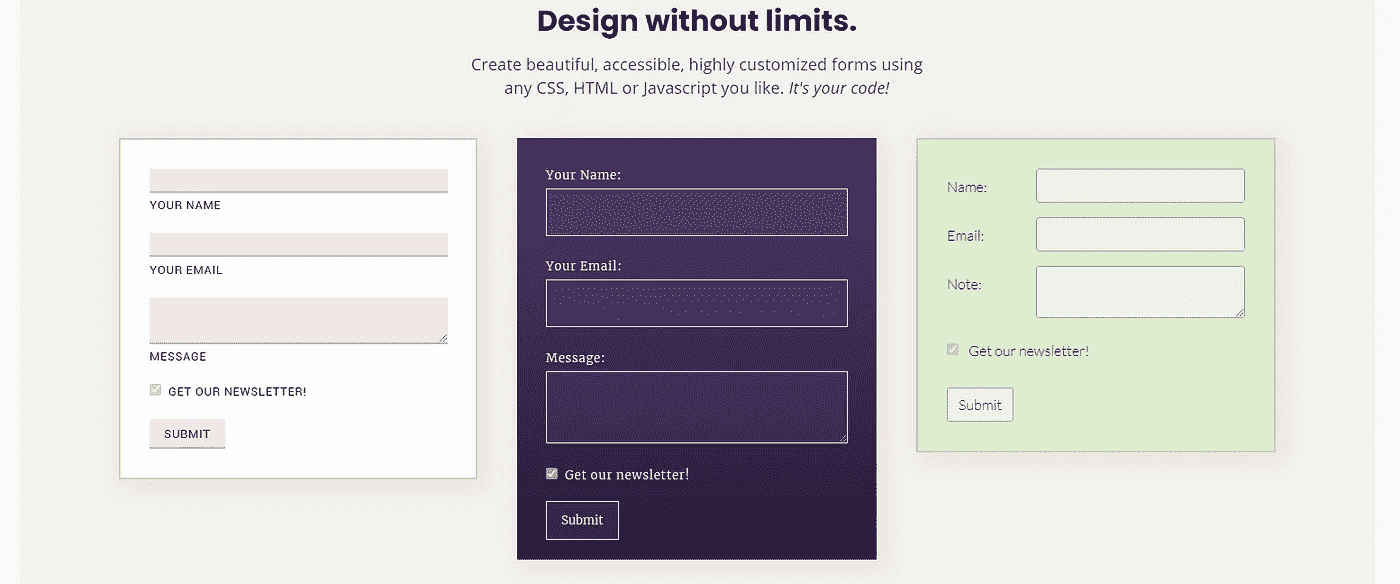 Design without limits.
Create beautiful, accessible, highly customized forms using
any CSS, HTML or Javascript you like. It's your code!
YOUR NAME
YOUR EMAIL
MESSAGE
GET OUR NEWSLETTER!
SUBMIT
Your Name:
Your Email:
Message:
Get our newsletter!
Submit
Name:
Email:
Note:
Get our newsletter!
Submit